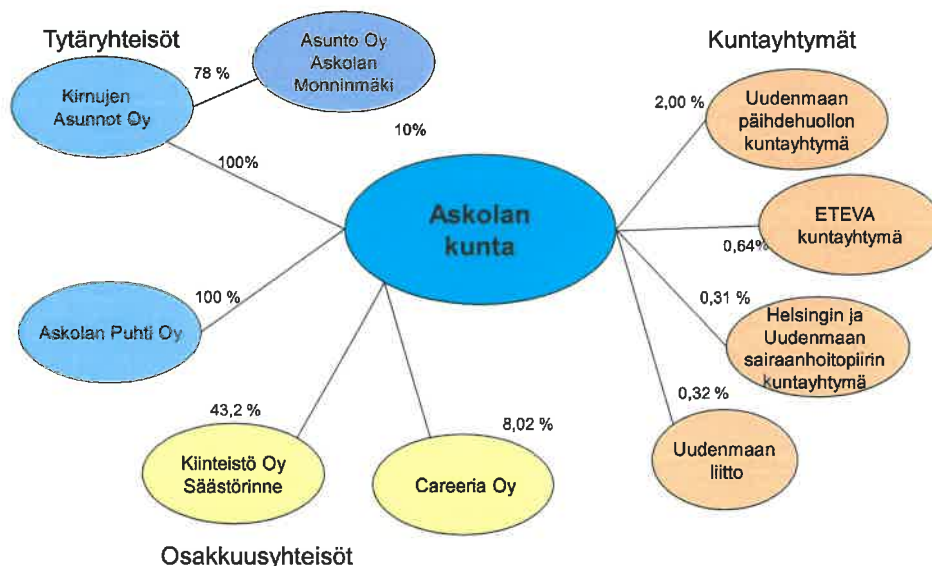 Tytäryhteisöt
Kuntayhtymät
78 %
Asunto Oy
Askolan
Monninmäki
Kirnujen
Asunnot Oy
10%
100%
2,00 %
Uudenmaan
päihdehuollon
kuntayhtymä
Askolan
kunta
ETEVA
kuntayhtymä
0,64%
100 %
Askolan Puhti Oy
0,31 %
Helsingin ja
Uudenmaan
sairaanhoitopiirin
kuntayhtymä
0,32 %
Uudenmaan
liitto
43,2 %
Kiinteistö Oy
Säästörinne
8,02 %
Careeria Oy
Osakkuusyhteisöt